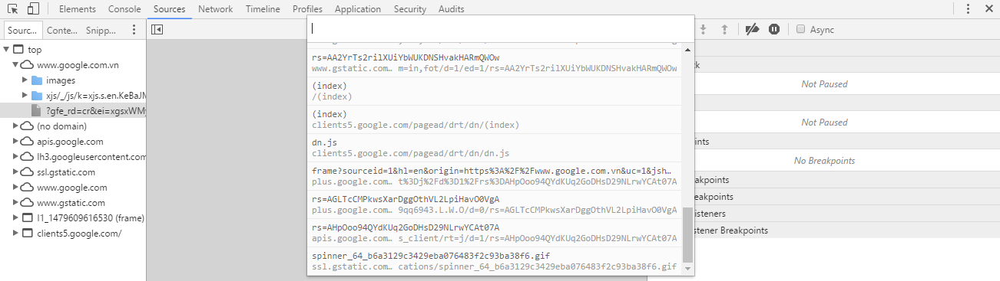 Elements Console Sources Network Timeline Profiles Application Security Audits
Sourc... Conte... Snipp...
Async
top
www.google.com.vn
images
xjs/_/js/k=xjs.s.en.KeBaJM
?gfe_rd=cr&ei=xgsxWMy
(no domain)
apis.google.com
lh3.googleusercontent.com
ssl.gstatic.com
www.google.com
www.gstatic.com
I1_1479609616530 (frame)
clients5.google.com/
rs=AA2YrTs2rilXUiYbWUKDNSHvakHARmQWOw
www.gstatic.com… m=in,fot/d=1/ed=1/rs=AA2YrTs2rilXUiYbWUKDNSHvakHARmQWOw
(index)
/(index)
(index)
clients5.google.com/pagead/drt/dn/(index)
dn.js
clients5.google.com/pagead/drt/dn/dn.js
frame?sourceid=1&hl=en&origin=https%3A%2F%2Fwww.google.com.vn&uc=1&jsh…
plus.google.com… t%3Dj%2Fd%3D1%2Frs%3DAHpOoo94QYdKUq2GoDHsD29NLrwYCAt07A
rs=AGLTcCMPkwsXarDggOthVL2LpiHavO0VgA
plus.google.com… 9qq6943.L.W.O/d=0/rs=AGLTcCMPkwsXarDggOthVL2LpiHavO0VgA
rs=AHpOoo94QYdKUq2GoDHsD29NLrwYCAt07A
apis.google.com… s_client/rt=j/d=1/rs=AHpOoo94QYdKUq2GoDHsD29NLrwYCAt07A
spinner_64_b6a3129c3429eba076483f2c93ba38f6.gif
ssl.gstatic.com… cations/spinner_64_b6a3129c3429eba076483f2c93ba38f6.gif
ck
Not Paused
Not Paused
ints
No Breakpoints
eakpoints
eakpoints
isteners
stener Breakpoints